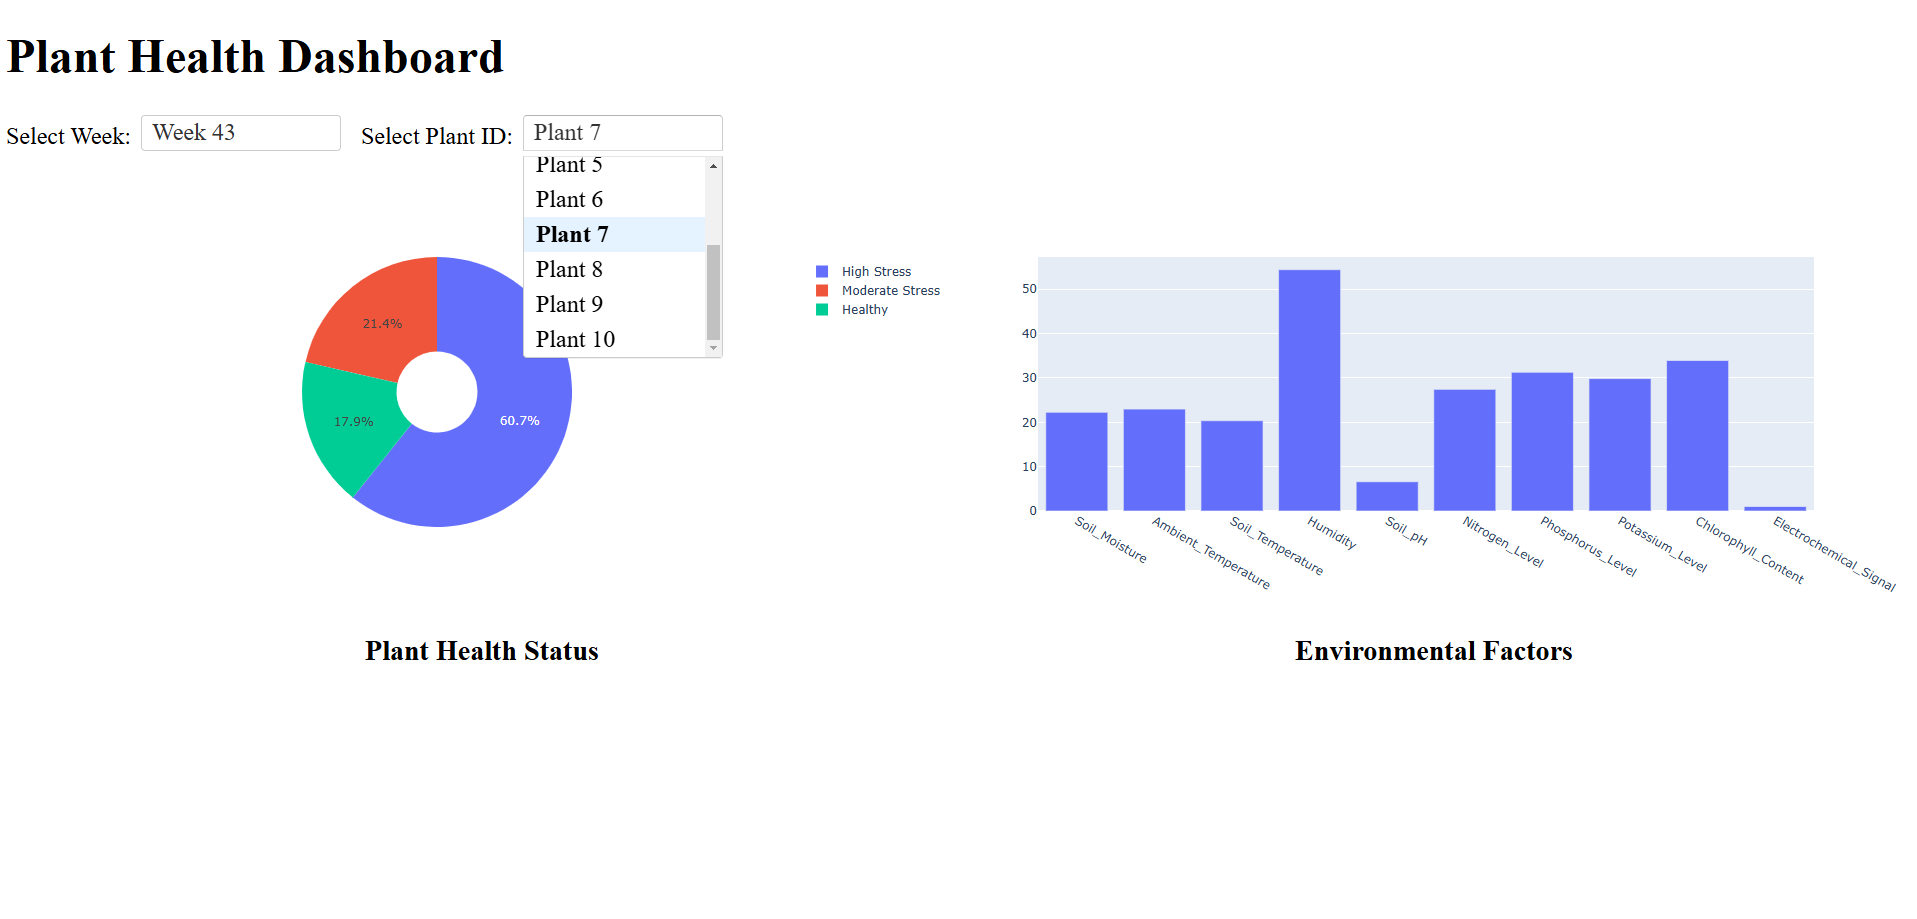 Plant Health Dashboard
Select Week: Week 43 Select Plant ID: Plant 7
Plant 5
Plant 6
Plant 7
Plant 8
Plant 9
Plant 10
21.4%
17.9%
60.7%
High Stress
Moderate Stress
Healthy
50
40
30
20
10
0
Soil_Moisture
Ambient_Temperature
Soil_Temperature
Humidity
Soil_pH
Nitrogen_Level
Phosphorus_Level
Potassium_Level
Chlorophyll_Content
Electrochemical_Signal
Plant Health Status
Environmental Factors